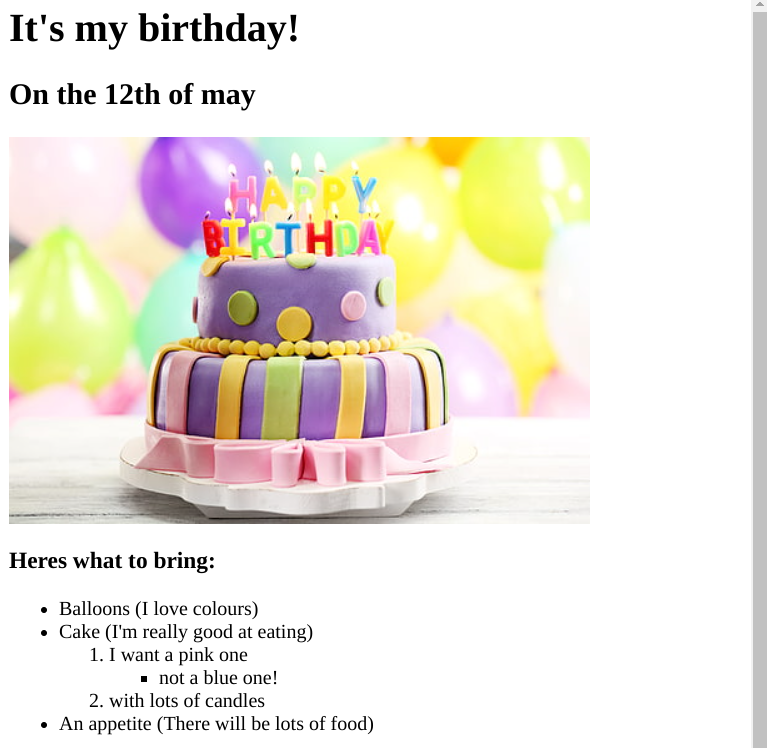 It's my birthday!
On the 12th of may
HAPPY
BIRTHDAY
Heres what to bring:
Balloons (I love colours)
Cake (I'm really good at eating)
1. I want a pink one
not a blue one!
2. with lots of candles
An appetite (There will be lots of food)